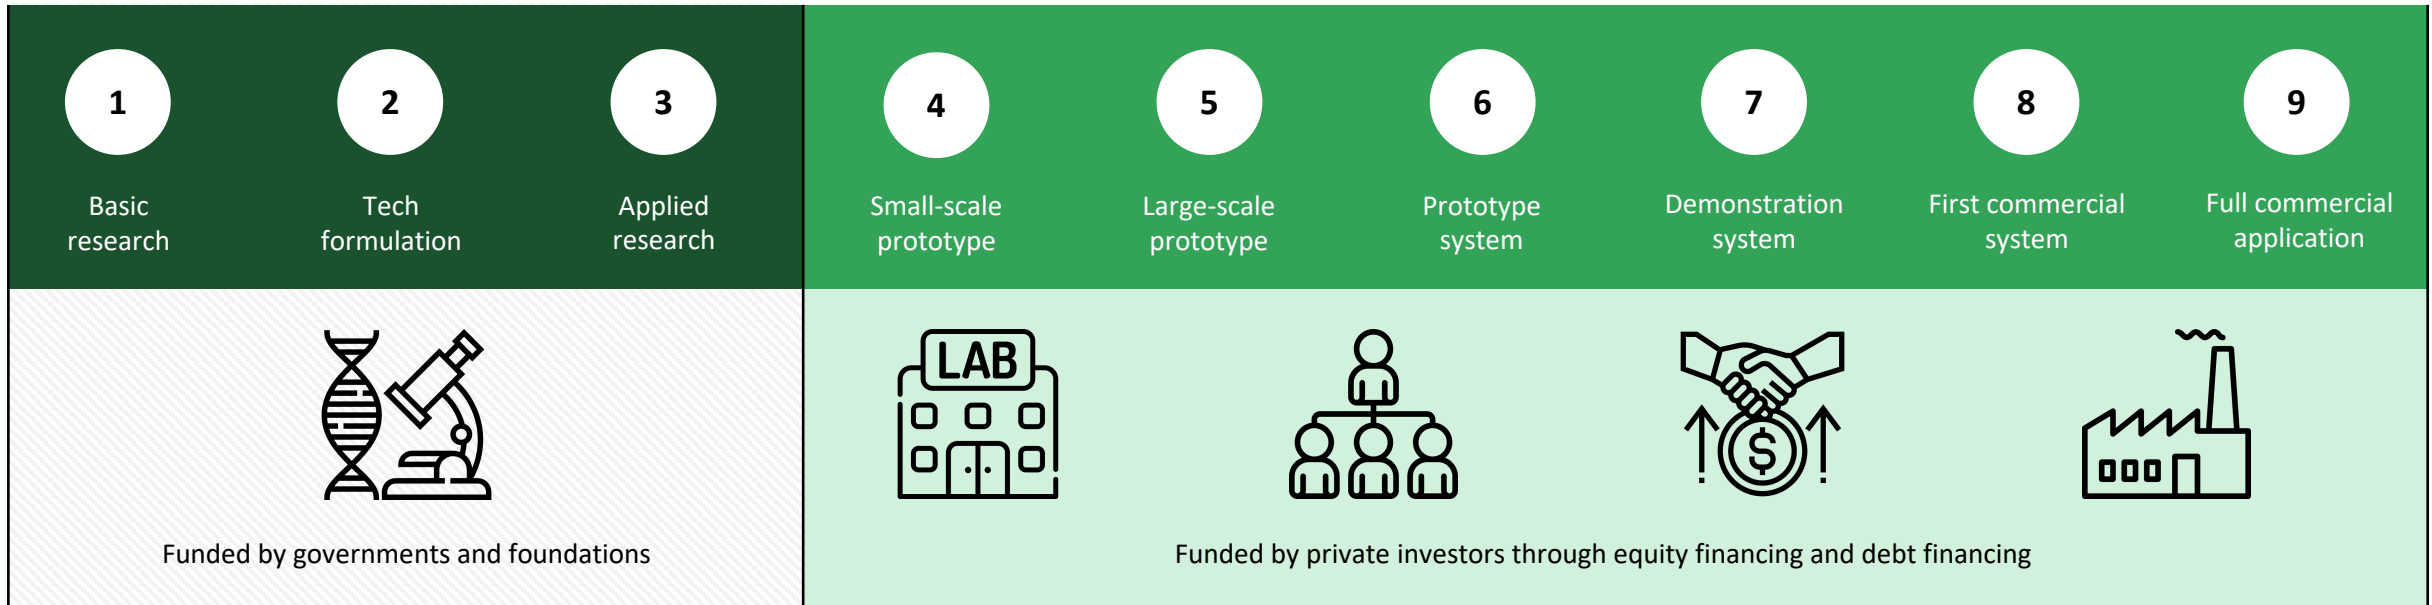 1
2
3
4
5
6
7
8
9
Basic
research
Tech
formulation
Applied
research
Small-scale
prototype
Large-scale
prototype
Prototype
system
Demonstration
system
First commercial
system
Full commercial
application
LAB
$
Funded by governments and foundations
Funded by private investors through equity financing and debt financing